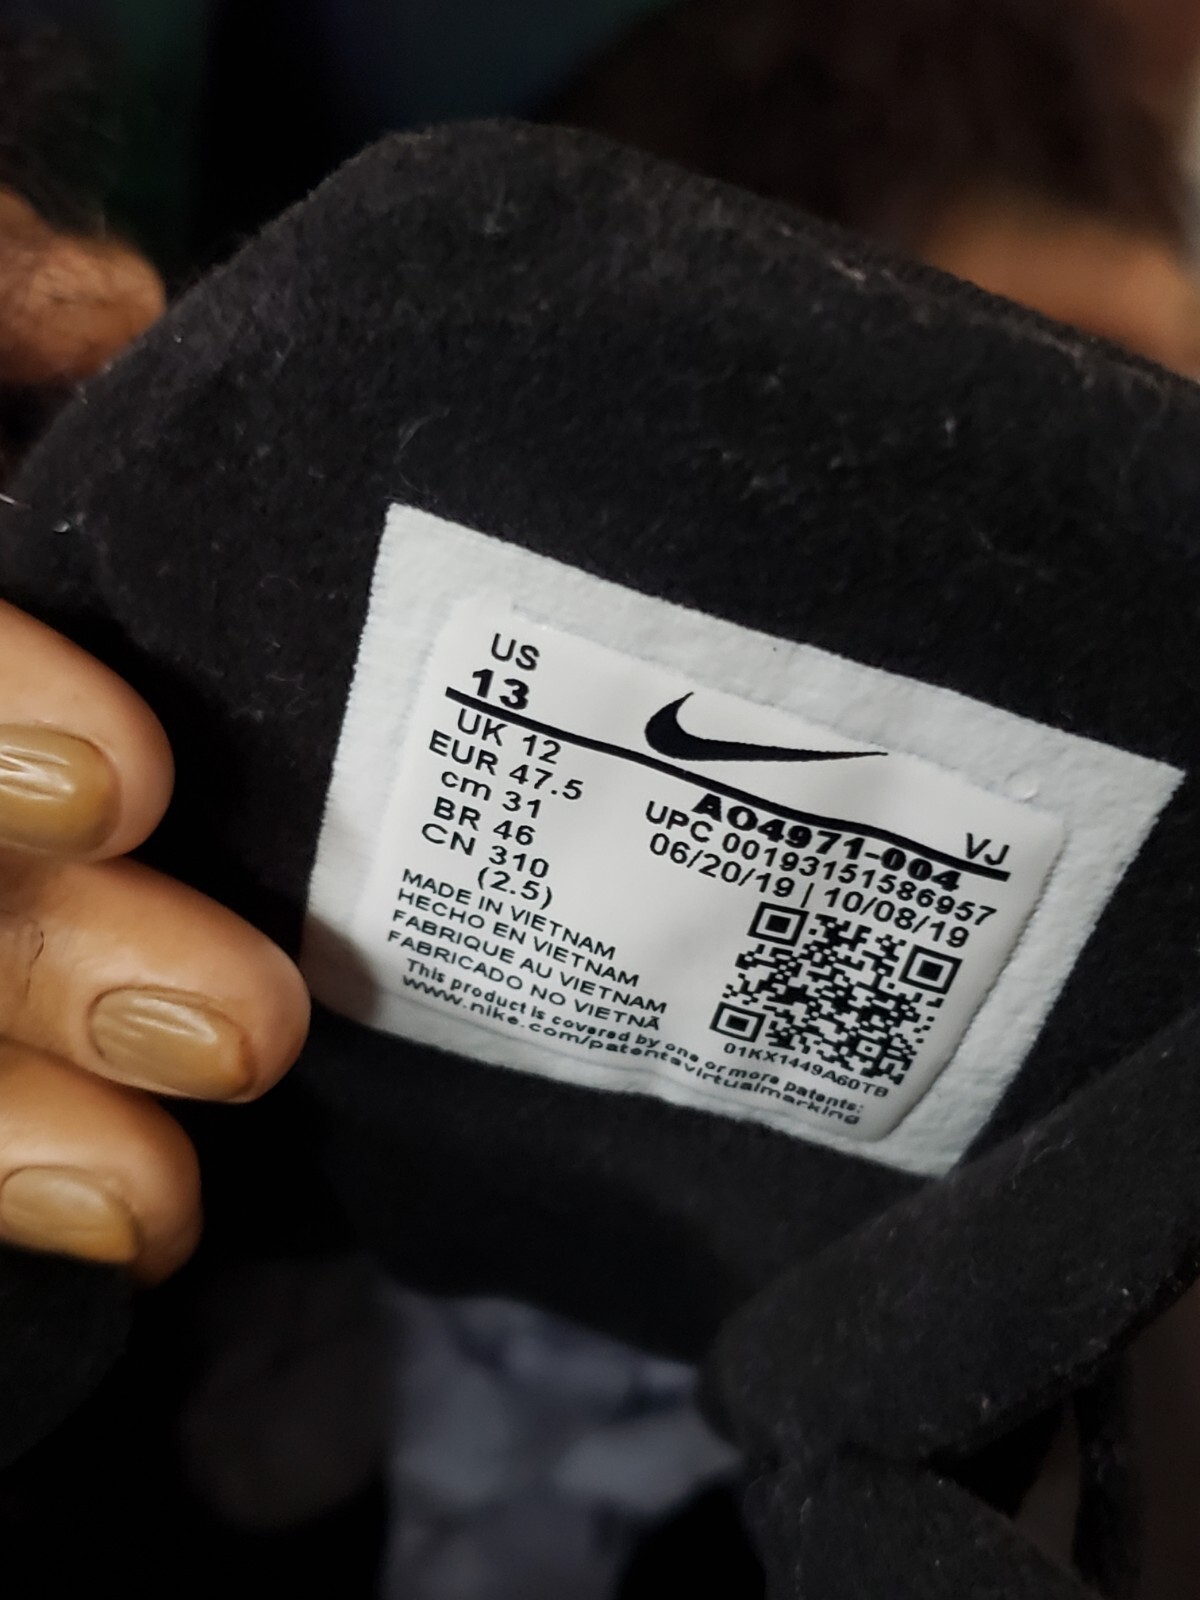 US
13
UK 12
EUR 47.5
cm 31
BR 46
CN 310
(2.5)
VJ
AO4971-004
UPC 00193151586957
06/20/19 | 10/08/19
MADE IN VIETNAM
HECHO EN VIETNAM
FABRIQUE AU VIETNAM
FABRICADO NO VIETNÃ
This product is covered by one or more patents:
www.nike.com/patentsvirtualmarking
01KX1449A60TB